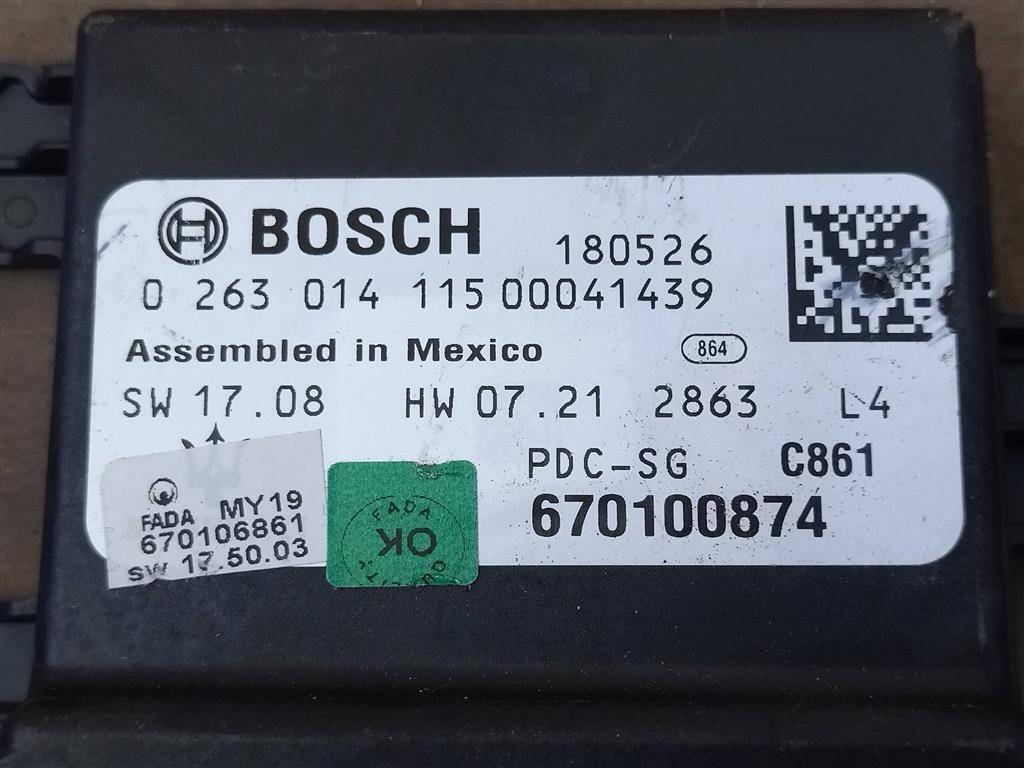 BOSCH 180526
0 263 014 115 00041439
Assembled in Mexico 864
SW 17.08 HW 07.21 2863 L4
PDC-SG C861
670100874
FADA MY19
670106861
SW 17.50.03
FADA
OK